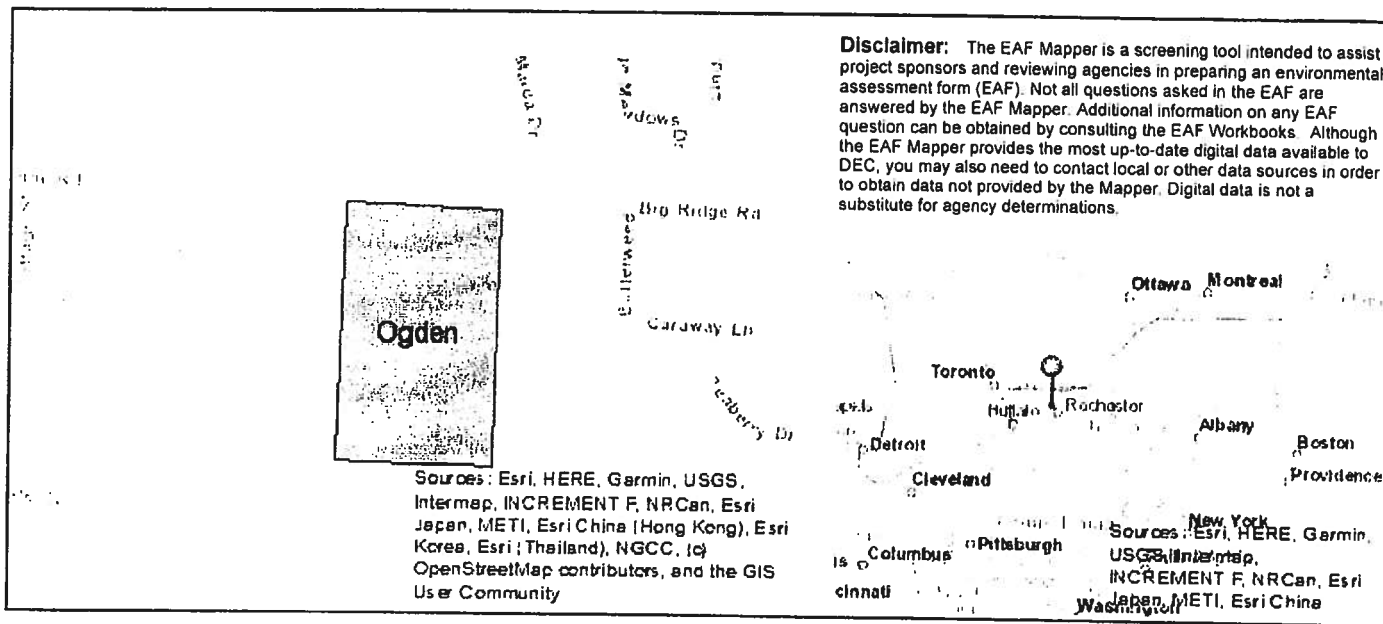 Disclaimer: The EAF Mapper is a screening tool intended to assist
project sponsors and reviewing agencies in preparing an environmental
assessment form (EAF). Not all questions asked in the EAF are
answered by the EAF Mapper. Additional information on any EAF
question can be obtained by consulting the EAF Workbooks. Although
the EAF Mapper provides the most up-to-date digital data available to
DEC, you may also need to contact local or other data sources in order
to obtain data not provided by the Mapper. Digital data is not a
substitute for agency determinations.
Big Ridge Rd
Caraway Ln
Ogden
Sources: Esri, HERE, Garmin, USGS,
Intermap, INCREMENT P, NRCan, Esri
Japan, METI, Esri China (Hong Kong), Esri
Korea, Esri (Thailand), NGCC, (c)
OpenStreetMap contributors, and the GIS
User Community
Ottawa
Montreal
Toronto
Rochester
Albany
Detroit
Boston
Providence
Cleveland
New York
Pittsburgh
Columbus
cinnati
Sources: Esri, HERE, Garmin,
USGS, Intermap,
INCREMENT P, NRCan, Esri
Japan, METI, Esri China